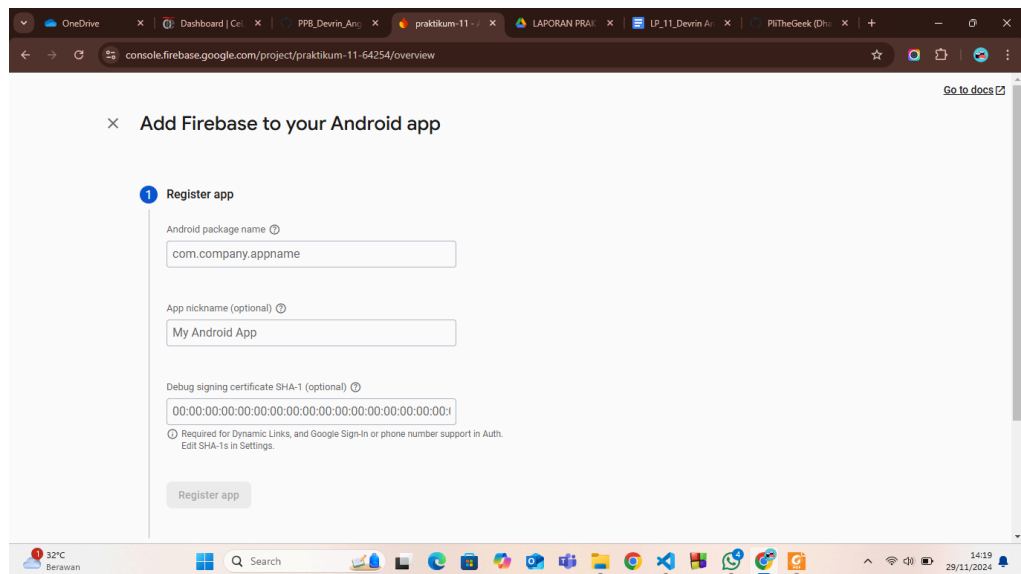 OneDrive
Dashboard | CeL
PPB_Devrin_Ang
praktikum-11 - 
LAPORAN PRAK
LP_11_Devrin An
PliTheGeek (Dha
console.firebase.google.com/project/praktikum-11-64254/overview
Go to docs
Add Firebase to your Android app
1 Register app
Android package name
com.company.appname
App nickname (optional)
My Android App
Debug signing certificate SHA-1 (optional)
00:00:00:00:00:00:00:00:00:00:00:00:00:00:00:00:00:
Required for Dynamic Links, and Google Sign-In or phone number support in Auth.
Edit SHA-1s in Settings.
Register app
1
32°C
Berawan
Search
9
14:19
29/11/2024